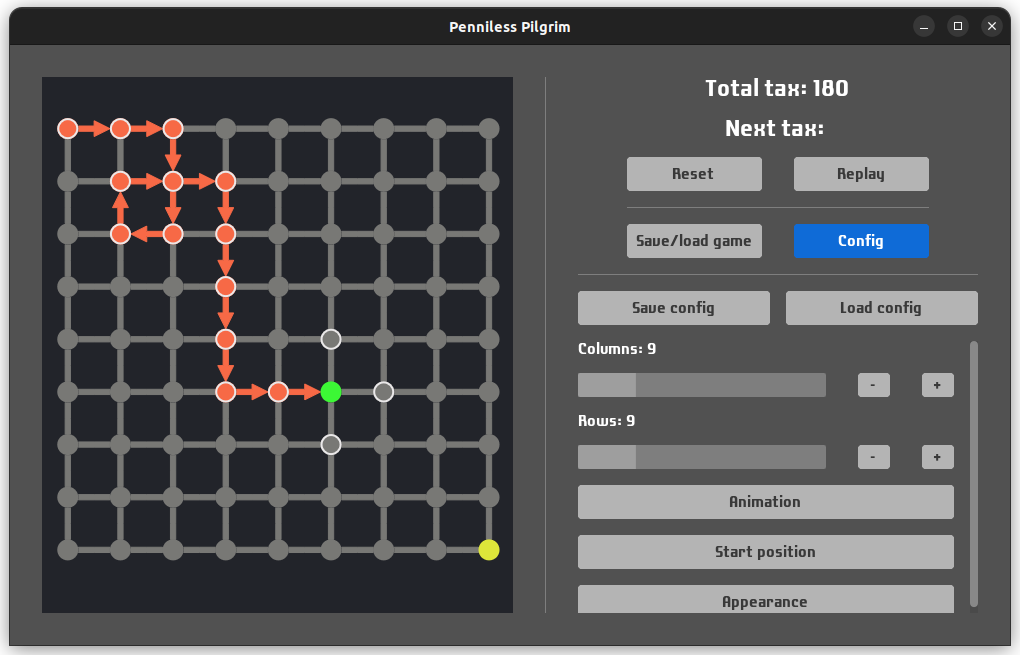 Penniless Pilgrim
Total tax: 180
Next tax:
Reset
Replay
Save/load game
Config
Save config
Load config
Columns: 9
-
+
Rows: 9
-
+
Animation
Start position
Appearance